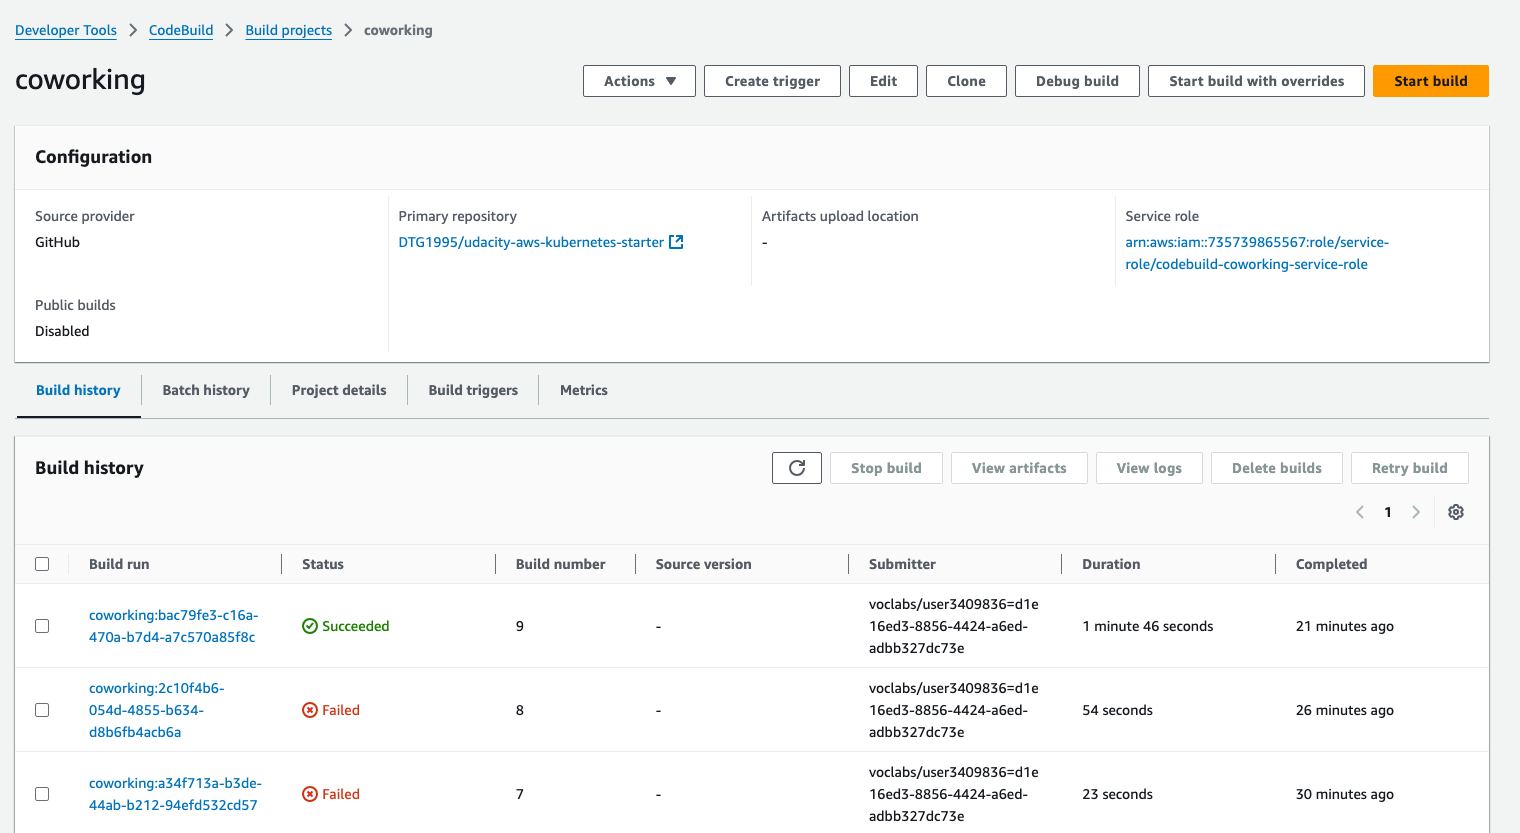 Developer Tools > CodeBuild > Build projects > coworking
coworking
Actions ▼ Create trigger Edit Clone Debug build Start build with overrides Start build
Configuration
Source provider
GitHub
Primary repository
DTG1995/udacity-aws-kubernetes-starter
Artifacts upload location
-
Service role
arn:aws:iam::735739865567:role/service-
role/codebuild-coworking-service-role
Public builds
Disabled
Build history Batch history Project details Build triggers Metrics
Build history
Stop build View artifacts View logs Delete builds Retry build
< 1 >
Build run Status Build number Source version Submitter Duration Completed
coworking:bac79fe3-c16a-
470a-b7d4-a7c570a85f8c
Succeeded
9
-
voclabs/user3409836=d1e
16ed3-8856-4424-a6ed-
adbb327dc73e
1 minute 46 seconds
21 minutes ago
coworking:2c10f4b6-
054d-4855-b634-
d8b6fb4acb6a
Failed
8
-
voclabs/user3409836=d1e
16ed3-8856-4424-a6ed-
adbb327dc73e
54 seconds
26 minutes ago
coworking:a34f713a-b3de-
44ab-b212-94efd532cd57
Failed
7
-
voclabs/user3409836=d1e
16ed3-8856-4424-a6ed-
adbb327dc73e
23 seconds
30 minutes ago